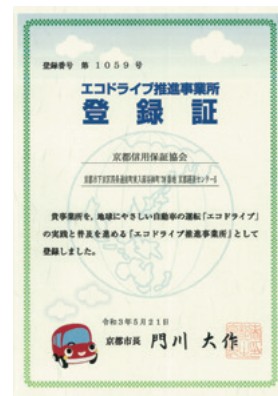 登録番号 第 1059 号
エコドライブ推進事業所
登録証
京都信用保証協会
貴事業所を、地球にやさしい自動車の運転「エコドライブ」
の実践と普及を進める「エコドライブ推進事業所」として
登録しました。
令和3年5月21日
京都市長 門川 大作